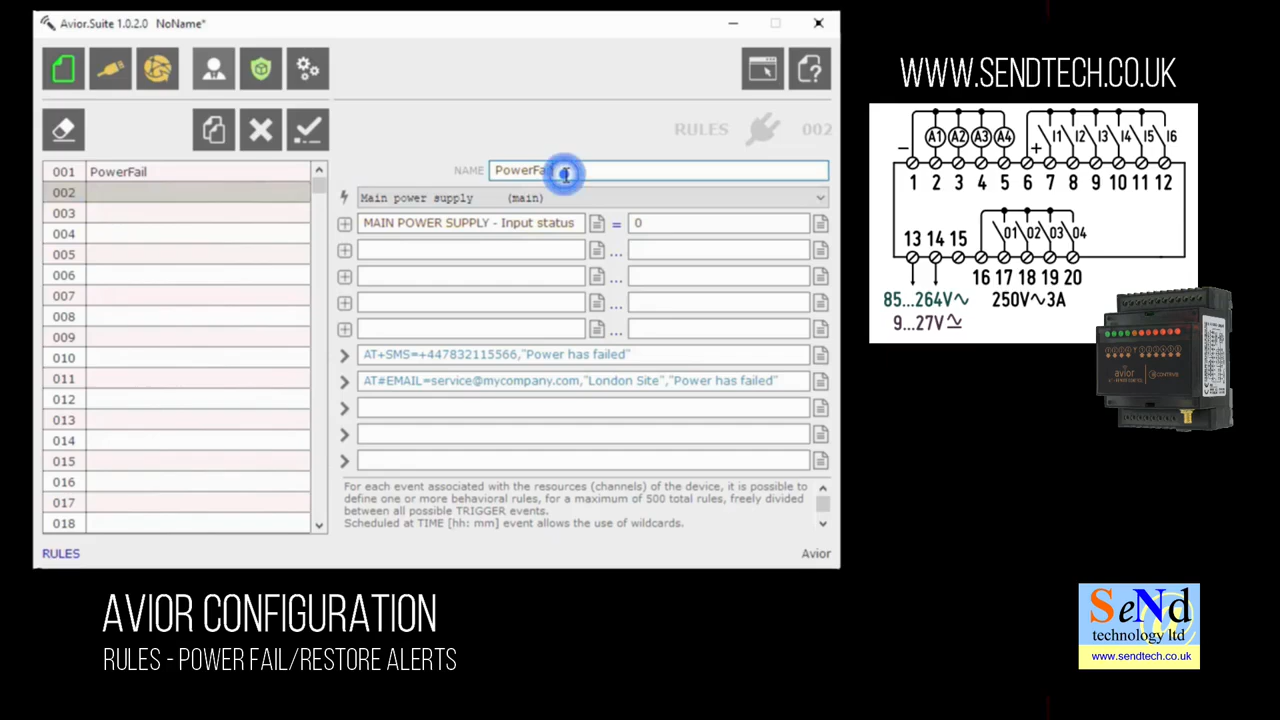 Avior.Suite 1.0.2.0 NoName*
WWW.SENDTECH.CO.UK
RULES 002
001 PowerFail
002
003
004
005
006
007
008
009
010
011
012
013
014
015
016
017
018
NAME PowerFa
Main power supply (main)
MAIN POWER SUPPLY - Input status = 0
...
...
...
...
AT+SMS=+447832115566,"Power has failed"
AT#EMAIL=service@mycompany.com,"London Site","Power has failed"
For each event associated with the resources (channels) of the device, it is possible to
define one or more behavioral rules, for a maximum of 500 total rules, freely divided
between all possible TRIGGER events.
Scheduled at TIME [hh: mm] event allows the use of wildcards.
RULES Avior
A1 A2 A3 A4 I1 I2 I3 I4 I5 I6
− +
1 2 3 4 5 6 7 8 9 10 11 12
O1 O2 O3 O4
13 14 15 16 17 18 19 20
85...264V∿ 250V∿3A
9...27V
avior
CONTRIVE
AVIOR CONFIGURATION
RULES - POWER FAIL/RESTORE ALERTS
SeNd
technology ltd
www.sendtech.co.uk